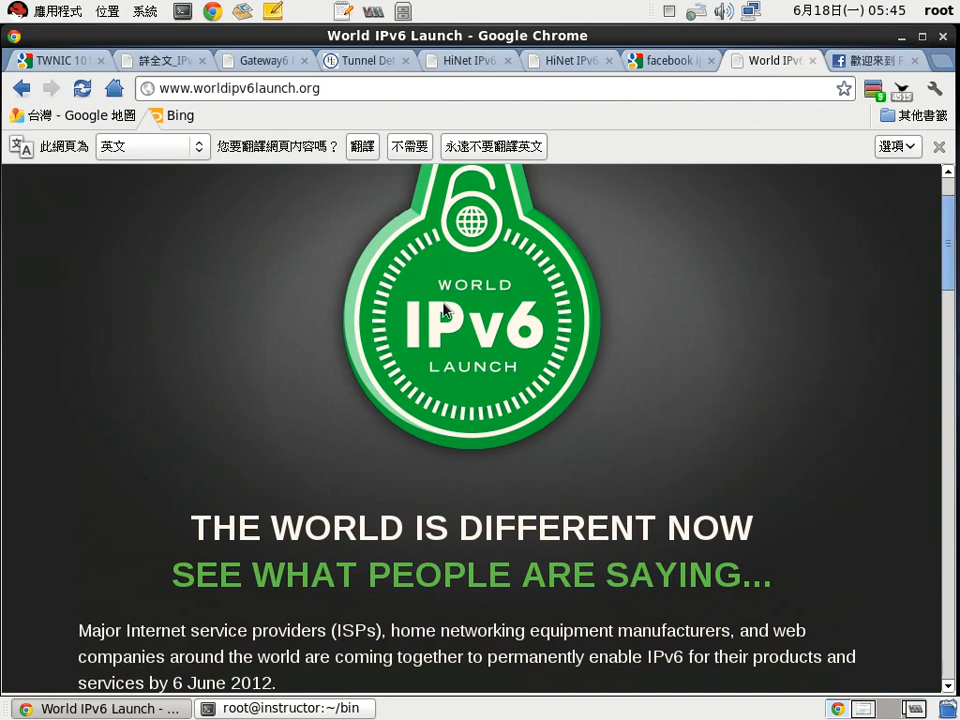 應用程式 位置 系統 6月18日(一) 05:45 root
World IPv6 Launch - Google Chrome
TWNIC 10 詳全文_IPv Gateway6 Tunnel Det HiNet IPv6 HiNet IPv6 facebook ip World IPv6 歡迎來到 F
www.worldipv6launch.org
台灣 - Google 地圖 Bing 其他書籤
此網頁為 英文 您要翻譯網頁內容嗎？ 翻譯 不需要 永遠不要翻譯英文 選項
6
WORLD
IPv6
LAUNCH
THE WORLD IS DIFFERENT NOW
SEE WHAT PEOPLE ARE SAYING...
Major Internet service providers (ISPs), home networking equipment manufacturers, and web
companies around the world are coming together to permanently enable IPv6 for their products and
services by 6 June 2012.
World IPv6 Launch - ... root@instructor:~/bin